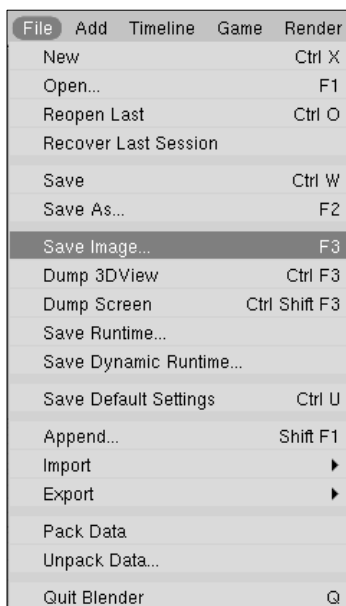 File Add Timeline Game Render
New Ctrl X
Open... F1
Reopen Last Ctrl O
Recover Last Session
Save Ctrl W
Save As... F2
Save Image... F3
Dump 3DView Ctrl F3
Dump Screen Ctrl Shift F3
Save Runtime...
Save Dynamic Runtime...
Save Default Settings Ctrl U
Append... Shift F1
Import
Export
Pack Data
Unpack Data...
Quit Blender Q